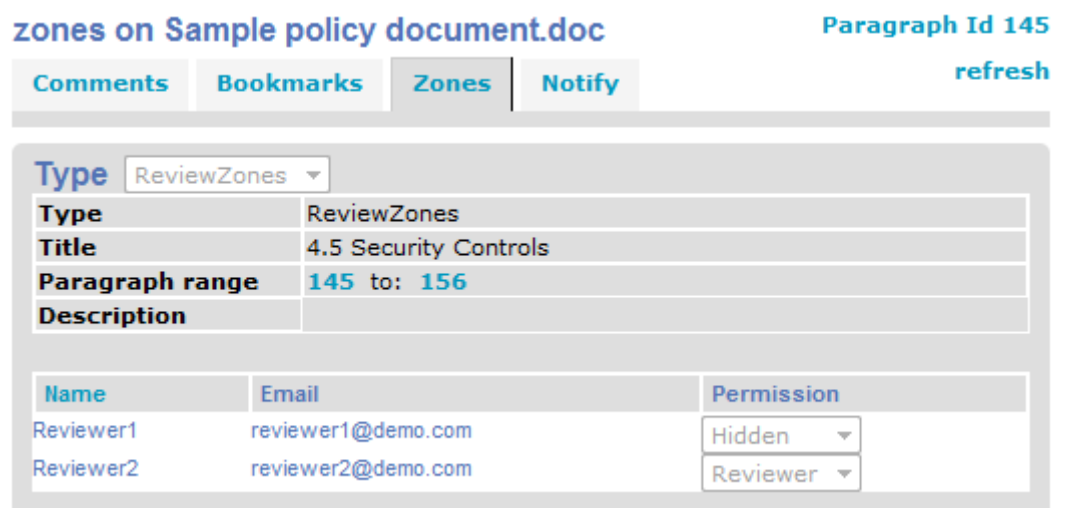 zones on Sample policy document.doc
Paragraph Id 145
refresh
Comments Bookmarks Zones Notify
Type ReviewZones
Type ReviewZones
Title 4.5 Security Controls
Paragraph range 145 to: 156
Description
Name Email Permission
Reviewer1 reviewer1@demo.com Hidden
Reviewer2 reviewer2@demo.com Reviewer